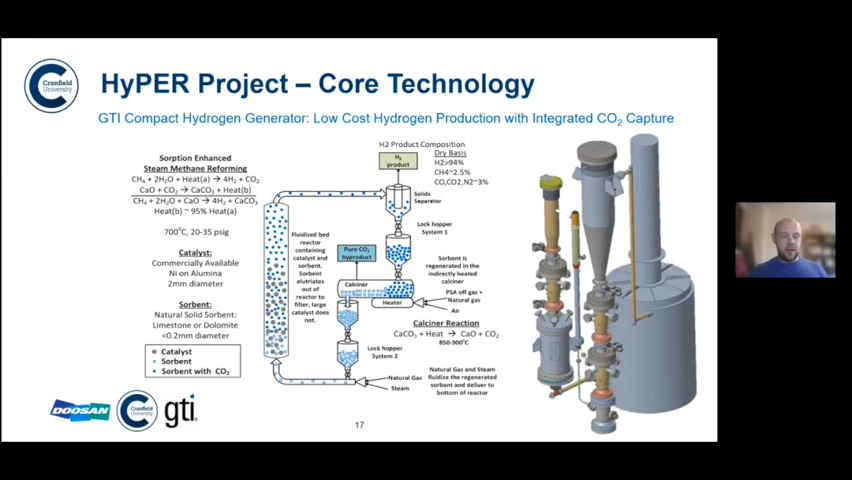 Cranfield
University
HyPER Project – Core Technology
GTI Compact Hydrogen Generator: Low Cost Hydrogen Production with Integrated CO₂ Capture
Sorption Enhanced
Steam Methane Reforming
CH₄ + 2H₂O + Heat(a) → 4H₂ + CO₂
CaO + CO₂ → CaCO₃ + Heat(b)
CH₄ + 2H₂O + CaO → 4H₂ + CaCO₃
Heat(b) ~ 95% Heat(a)
700°C, 20-35 psig
Catalyst:
Commercially Available
Ni on Alumina
2mm diameter
Sorbent:
Natural Solid Sorbent:
Limestone or Dolomite
<0.2mm diameter
Catalyst
Sorbent
Sorbent with CO₂
Fluidized bed
reactor
containing
catalyst and
sorbent.
Sorbent
elutriates
out of
reactor to
filter, large
catalyst does
not.
H2 Product Composition
Dry Basis
H2>94%
CH4~2.5%
CO,CO2,N2~3%
H₂
product
Solids
Separator
Lock hopper
System 1
Pure CO₂
byproduct
Calciner
Heater
Sorbent is
regenerated in the
indirectly heated
calciner
PSA off gas +
Natural gas
Air
Calciner Reaction
CaCO₃ + Heat → CaO + CO₂
850-900°C
Lock hopper
System 2
Natural Gas
Steam
Natural Gas and Steam
fluidize the regenerated
sorbent and deliver to
bottom of reactor
DOOSAN
Cranfield
University
gti
17